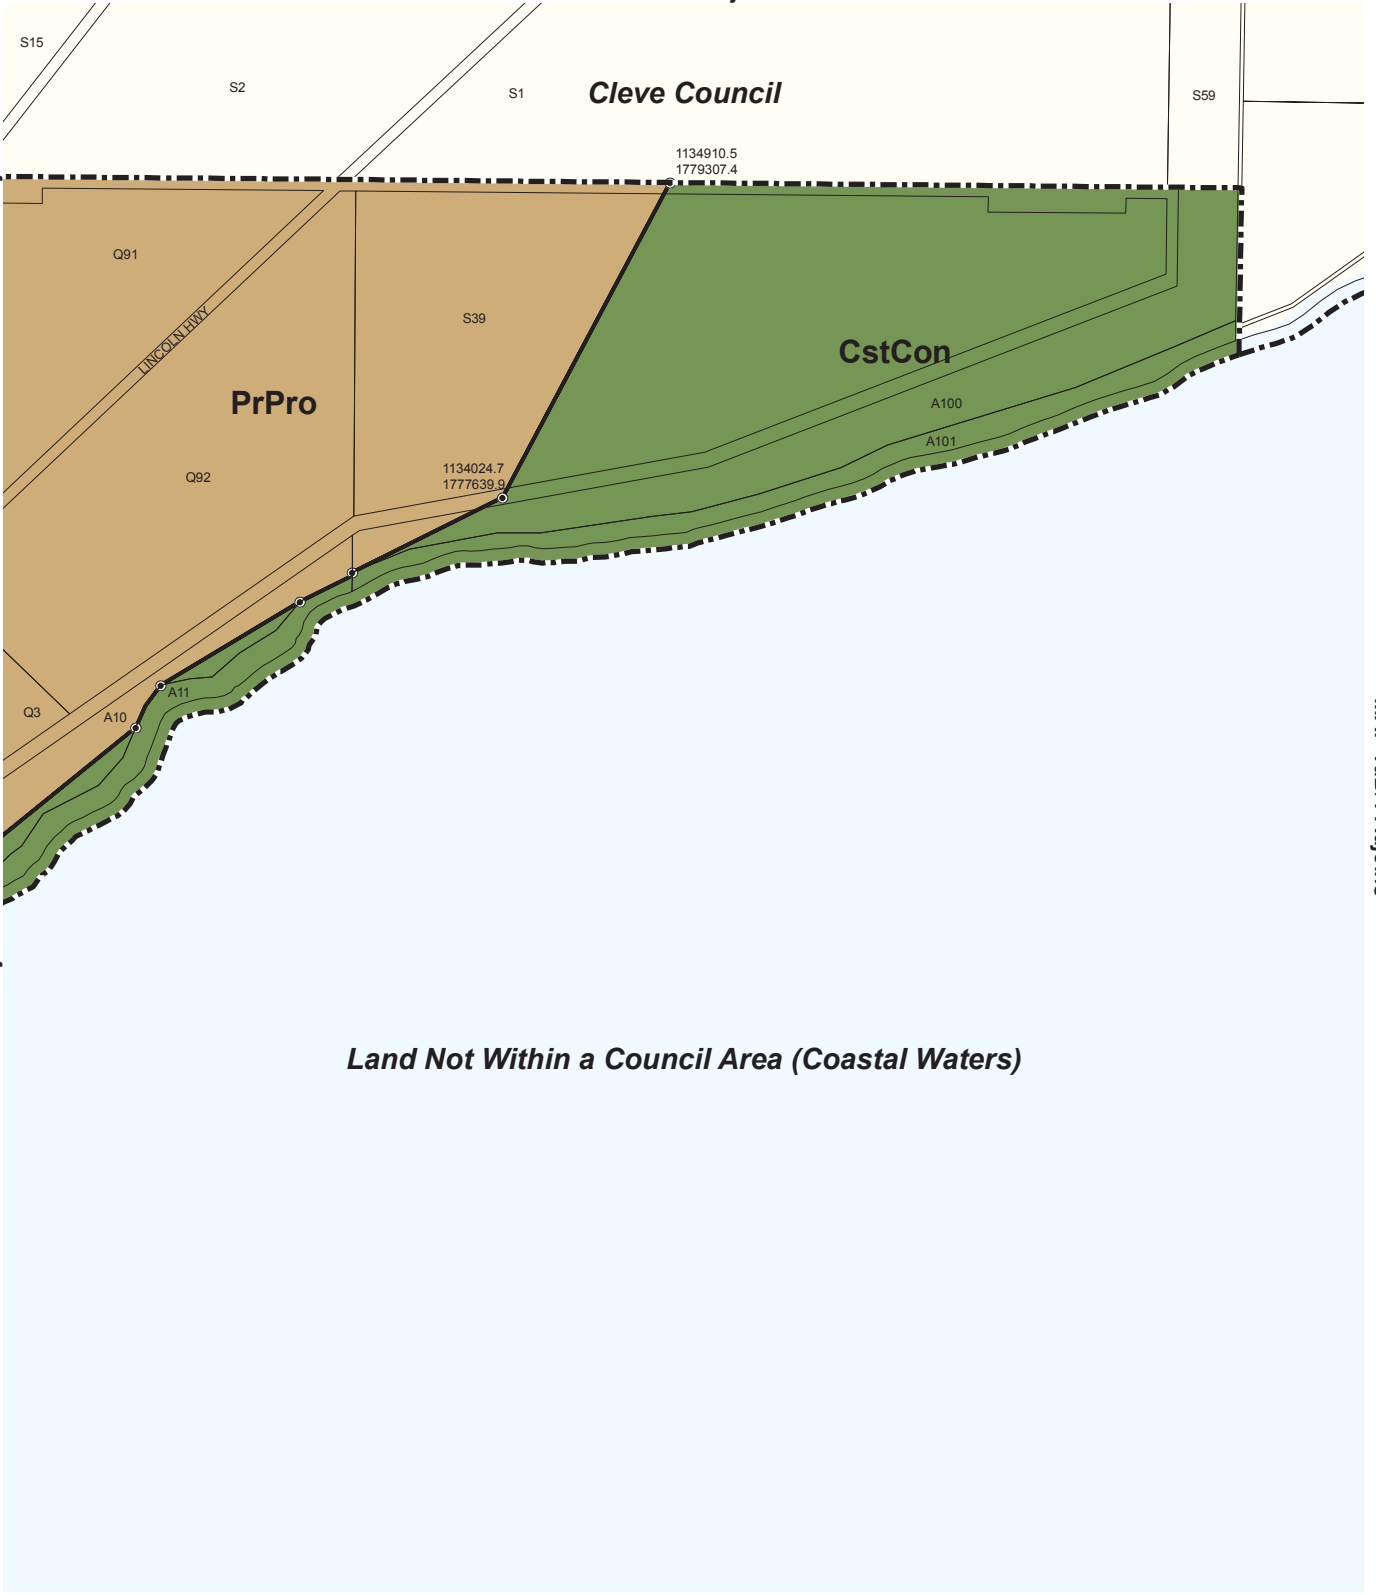 S15
S2
S1
Cleve Council
S59
1134910.5
1779307.4
Q91
S39
LINCOLN HWY
CstCon
PrPro
A100
A101
1134024.7
1777639.9
Q92
A11
Q3
A10
Land Not Within a Council Area (Coastal Waters)